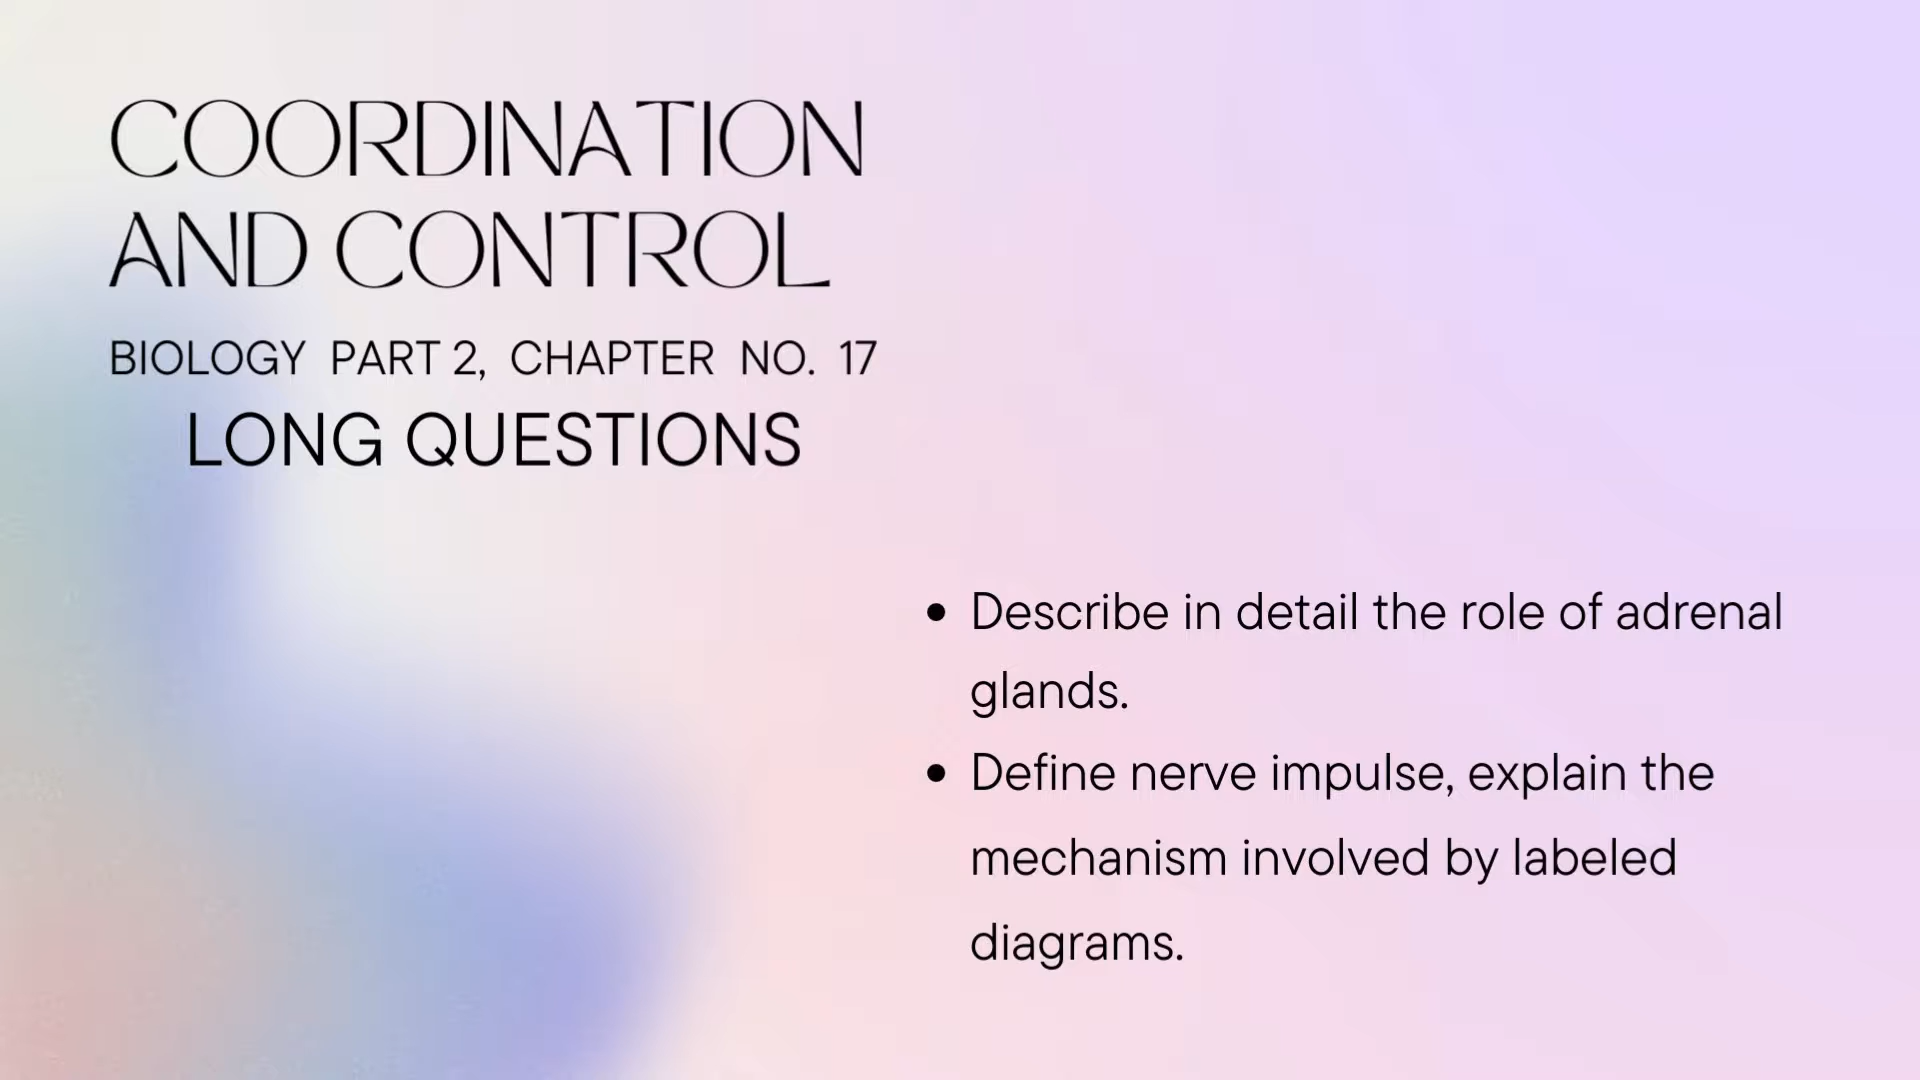 COORDINATION
AND CONTROL
BIOLOGY PART 2, CHAPTER NO. 17
LONG QUESTIONS
• Describe in detail the role of adrenal
glands.
• Define nerve impulse, explain the
mechanism involved by labeled
diagrams.